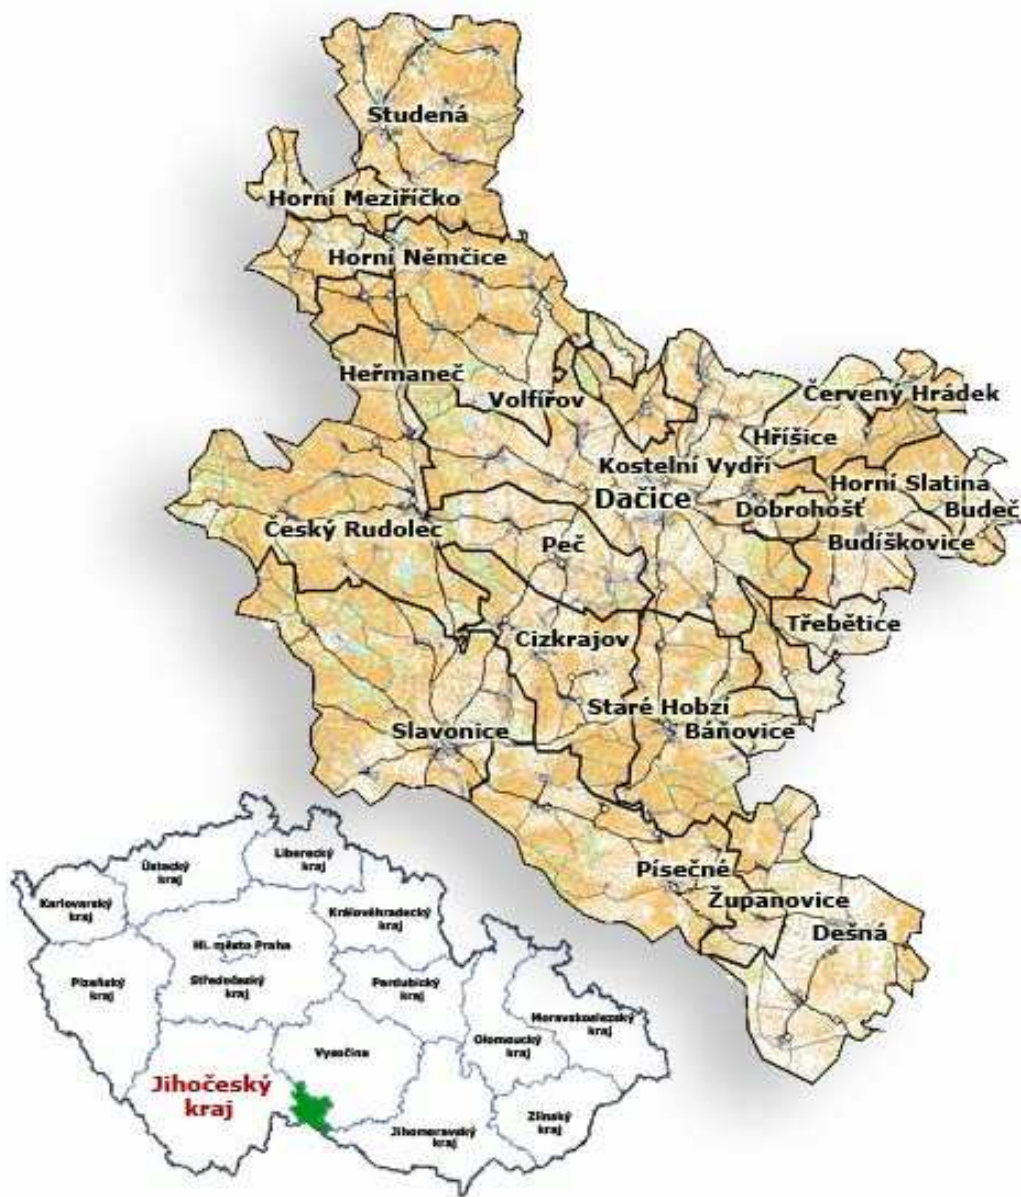 Studená
Horní Meziříčko
Horní Němčice
Heřmaneč
Volfířov
Červený Hrádek
Hříšice
Kostelní Vydří
Horní Slatina
Dačice
Dobrohošť
Budeč
Český Rudolec
Peč
Budíškovice
Třebětice
Cizkrajov
Staré Hobzí
Slavonice
Báňovice
Písečné
Županovice
Dešná
Liberecký
kraj
Ústecký
kraj
Karlovarský
kraj
Královéhradecký
kraj
Hl. město Praha
Plzeňský
kraj
Středočeský
kraj
Pardubický
kraj
Moravskoslezský
kraj
Olomoucký
kraj
Vysočina
Jihočeský
kraj
Zlínský
kraj
Jihomoravský
kraj